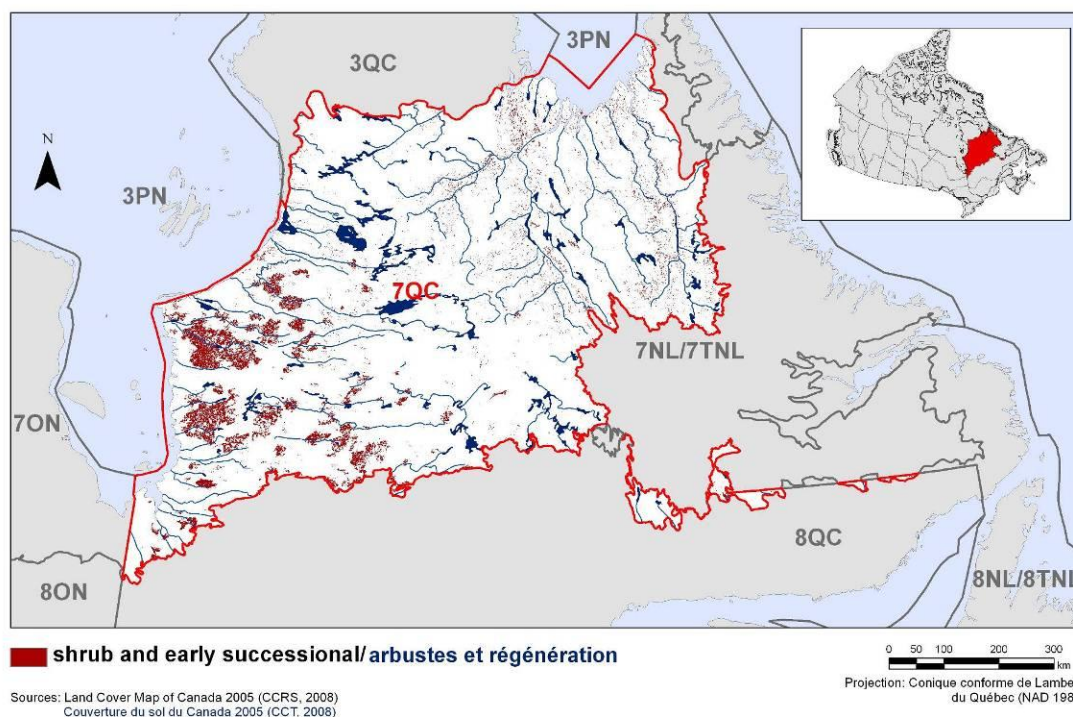 3PN
3QC
N
3PN
7QC
7NL/7TNL
7ON
8QC
8ON
8NL/8TNL
shrub and early successional/ arbustes et régénération
0 50 100 200 300
km
Projection: Conique conforme de Lambe
du Québec (NAD 198
Sources: Land Cover Map of Canada 2005 (CCRS, 2008)
Couverture du sol du Canada 2005 (CCT, 2008)